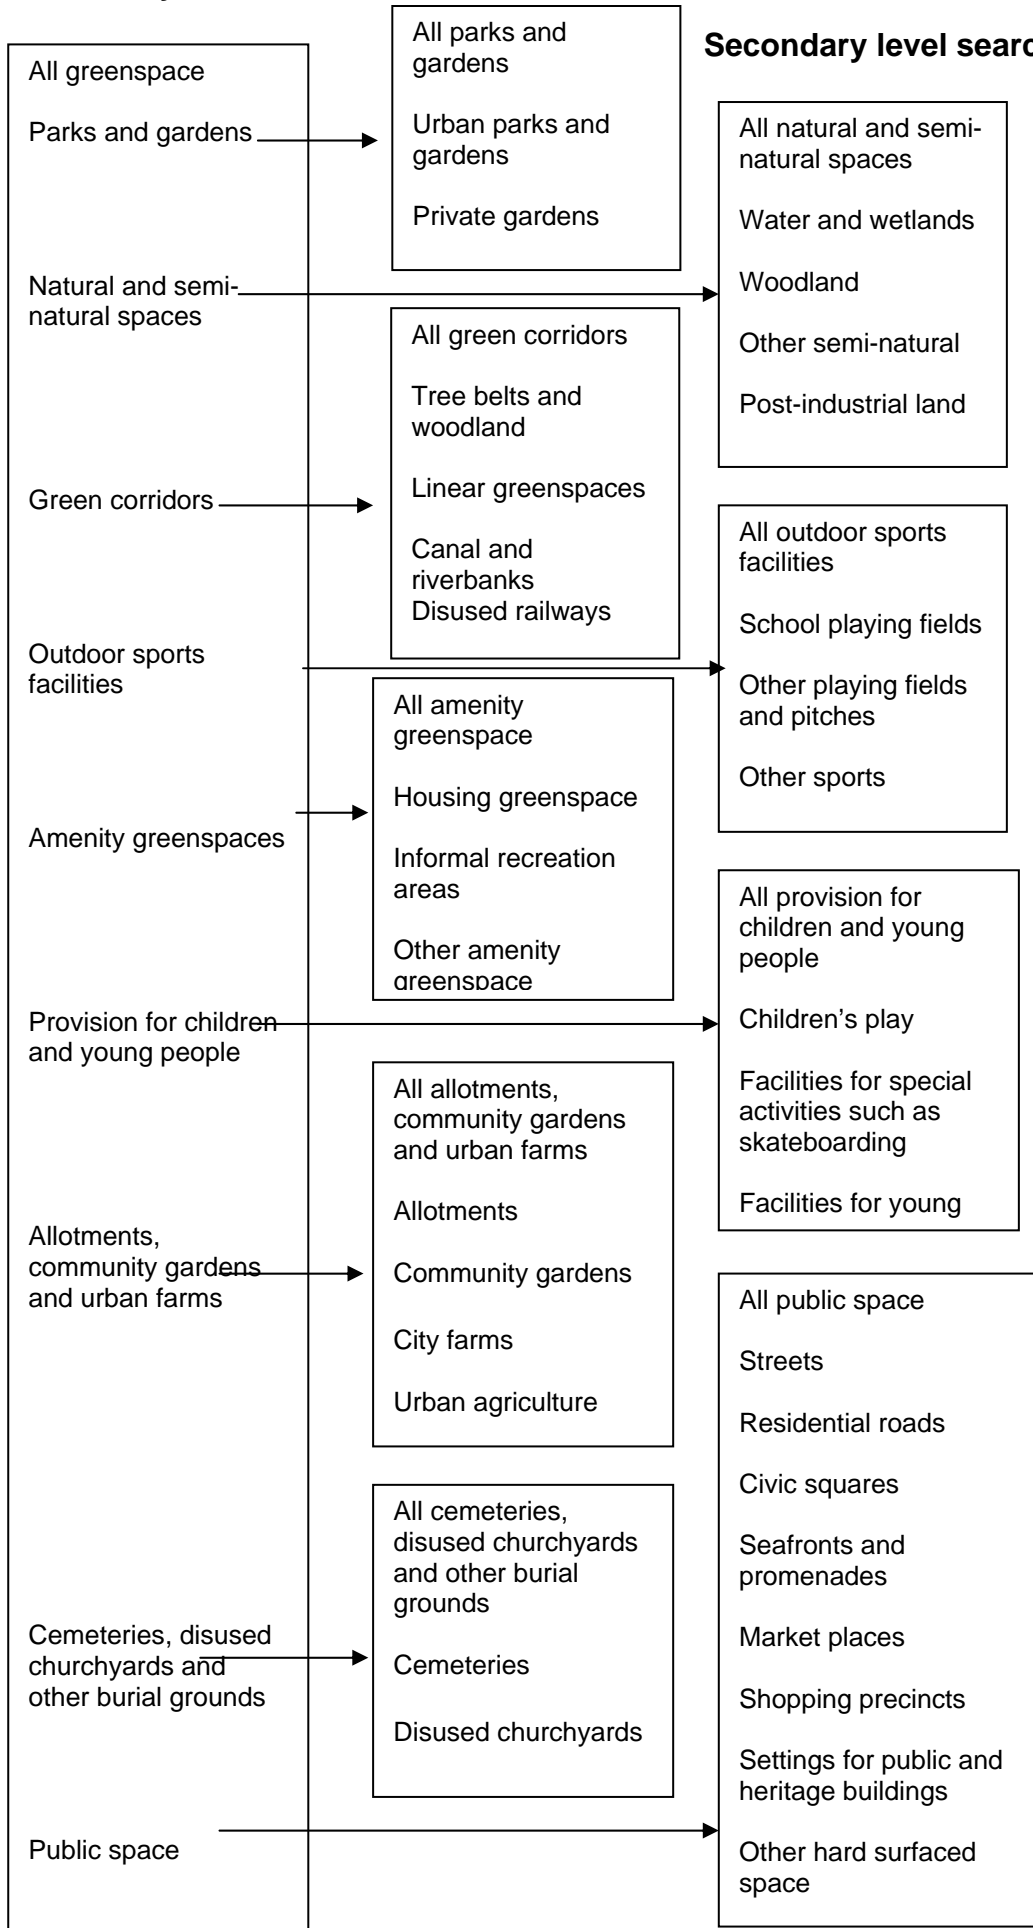 Secondary level searc
All greenspace
Parks and gardens
Natural and semi-
natural spaces
Green corridors
Outdoor sports
facilities
Amenity greenspaces
Provision for children
and young people
Allotments,
community gardens
and urban farms
Cemeteries, disused
churchyards and
other burial grounds
Public space
All parks and
gardens
Urban parks and
gardens
Private gardens
All green corridors
Tree belts and
woodland
Linear greenspaces
Canal and
riverbanks
Disused railways
All amenity
greenspace
Housing greenspace
Informal recreation
areas
Other amenity
greenspace
All allotments,
community gardens
and urban farms
Allotments
Community gardens
City farms
Urban agriculture
All cemeteries,
disused churchyards
and other burial
grounds
Cemeteries
Disused churchyards
All natural and semi-
natural spaces
Water and wetlands
Woodland
Other semi-natural
Post-industrial land
All outdoor sports
facilities
School playing fields
Other playing fields
and pitches
Other sports
All provision for
children and young
people
Children’s play
Facilities for special
activities such as
skateboarding
Facilities for young
All public space
Streets
Residential roads
Civic squares
Seafronts and
promenades
Market places
Shopping precincts
Settings for public and
heritage buildings
Other hard surfaced
space